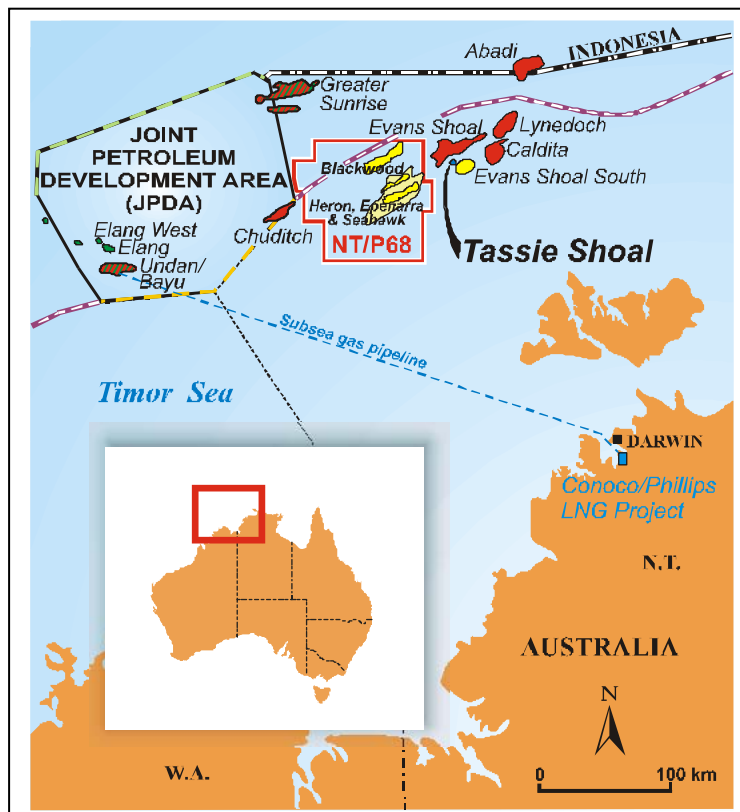 Abadi
INDONESIA
Greater
Sunrise
JOINT
PETROLEUM
DEVELOPMENT AREA
(JPDA)
Evans Shoal
Lynedoch
Caldita
Blackwood
Evans Shoal South
Heron, Epenarra
& Seahawk
Chuditch
NT/P68
Tassie Shoal
Elang West
Elang
Undan/
Bayu
Subsea gas pipeline
Timor Sea
DARWIN
Conoco/Phillips
LNG Project
N.T.
AUSTRALIA
N
W.A.
0 100 km